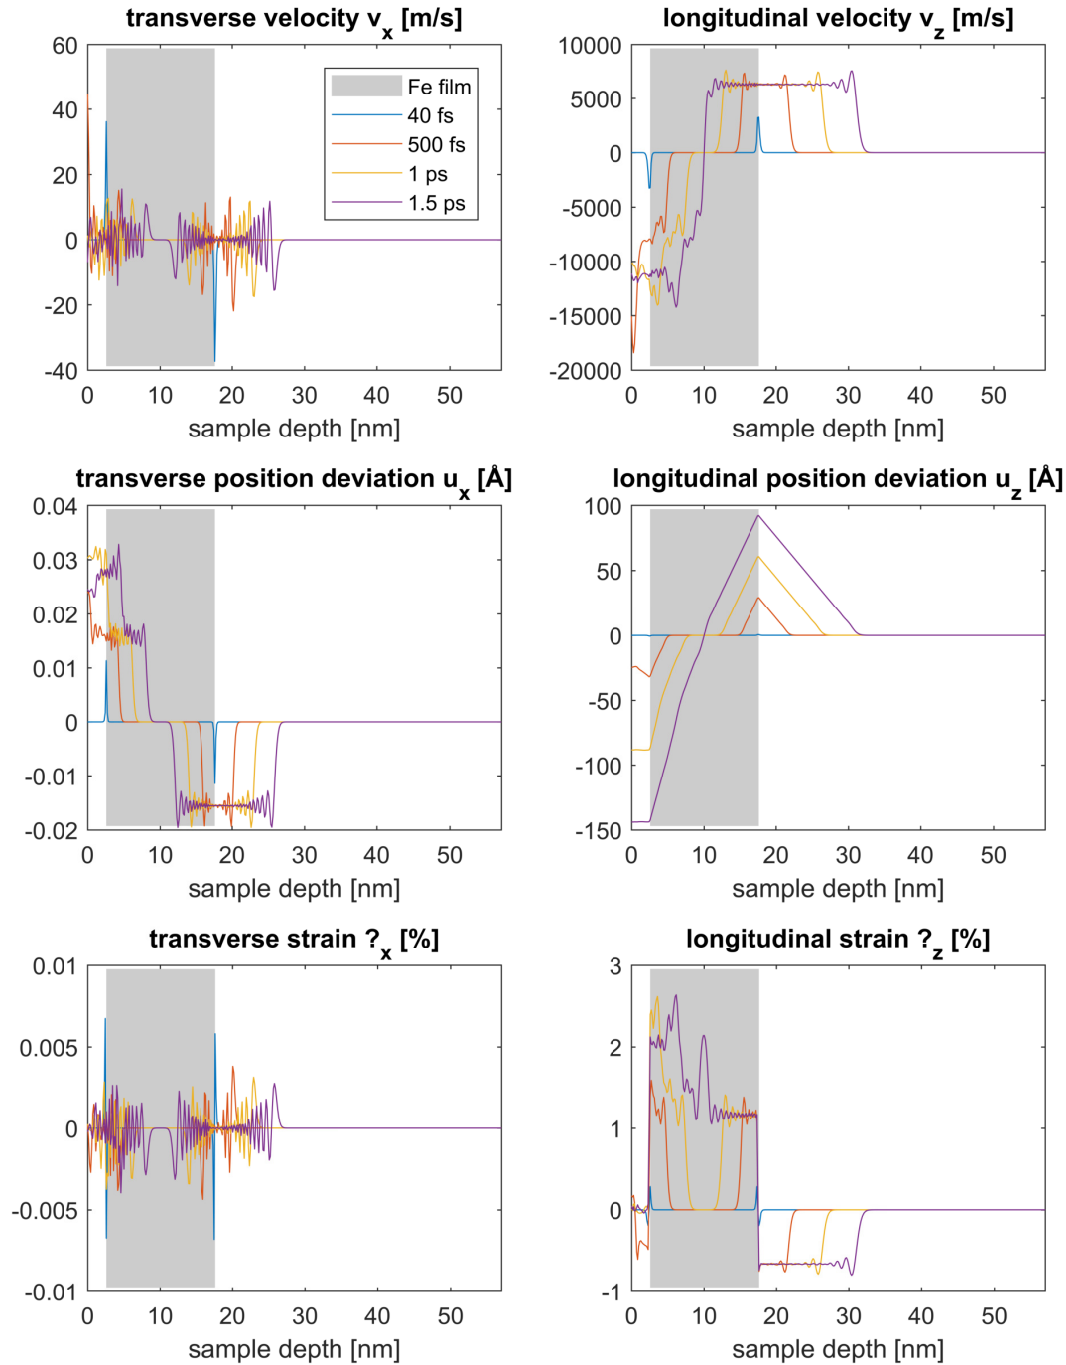 transverse velocity vx [m/s]
60
40
20
0
-20
-40
0 10 20 30 40 50
sample depth [nm]
Fe film
40 fs
500 fs
1 ps
1.5 ps
longitudinal velocity vz [m/s]
10000
5000
0
-5000
-10000
-15000
-20000
0 10 20 30 40 50
sample depth [nm]
transverse position deviation ux [Å]
0.04
0.03
0.02
0.01
0
-0.01
-0.02
0 10 20 30 40 50
sample depth [nm]
longitudinal position deviation uz [Å]
100
50
0
-50
-100
-150
0 10 20 30 40 50
sample depth [nm]
transverse strain ?x [%]
0.01
0.005
0
-0.005
-0.01
0 10 20 30 40 50
sample depth [nm]
longitudinal strain ?z [%]
3
2
1
0
-1
0 10 20 30 40 50
sample depth [nm]